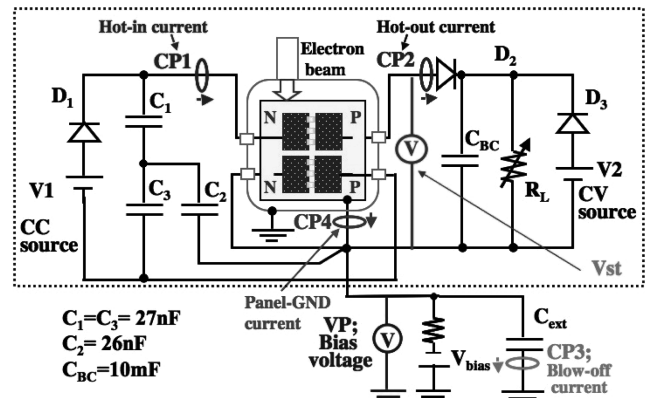 Hot-in current
Hot-out current
CP1
Electron
beam
CP2
D2
D1
C1
N
P
D3
V
CBC
V1
C3
C2
N
P
RL
V2
CC
source
CV
source
CP4
Vst
Panel-GND
current
C1=C3= 27nF
C2= 26nF
CBC=10mF
VP;
Bias
voltage
V
Vbias
Cext
CP3;
Blow-off
current